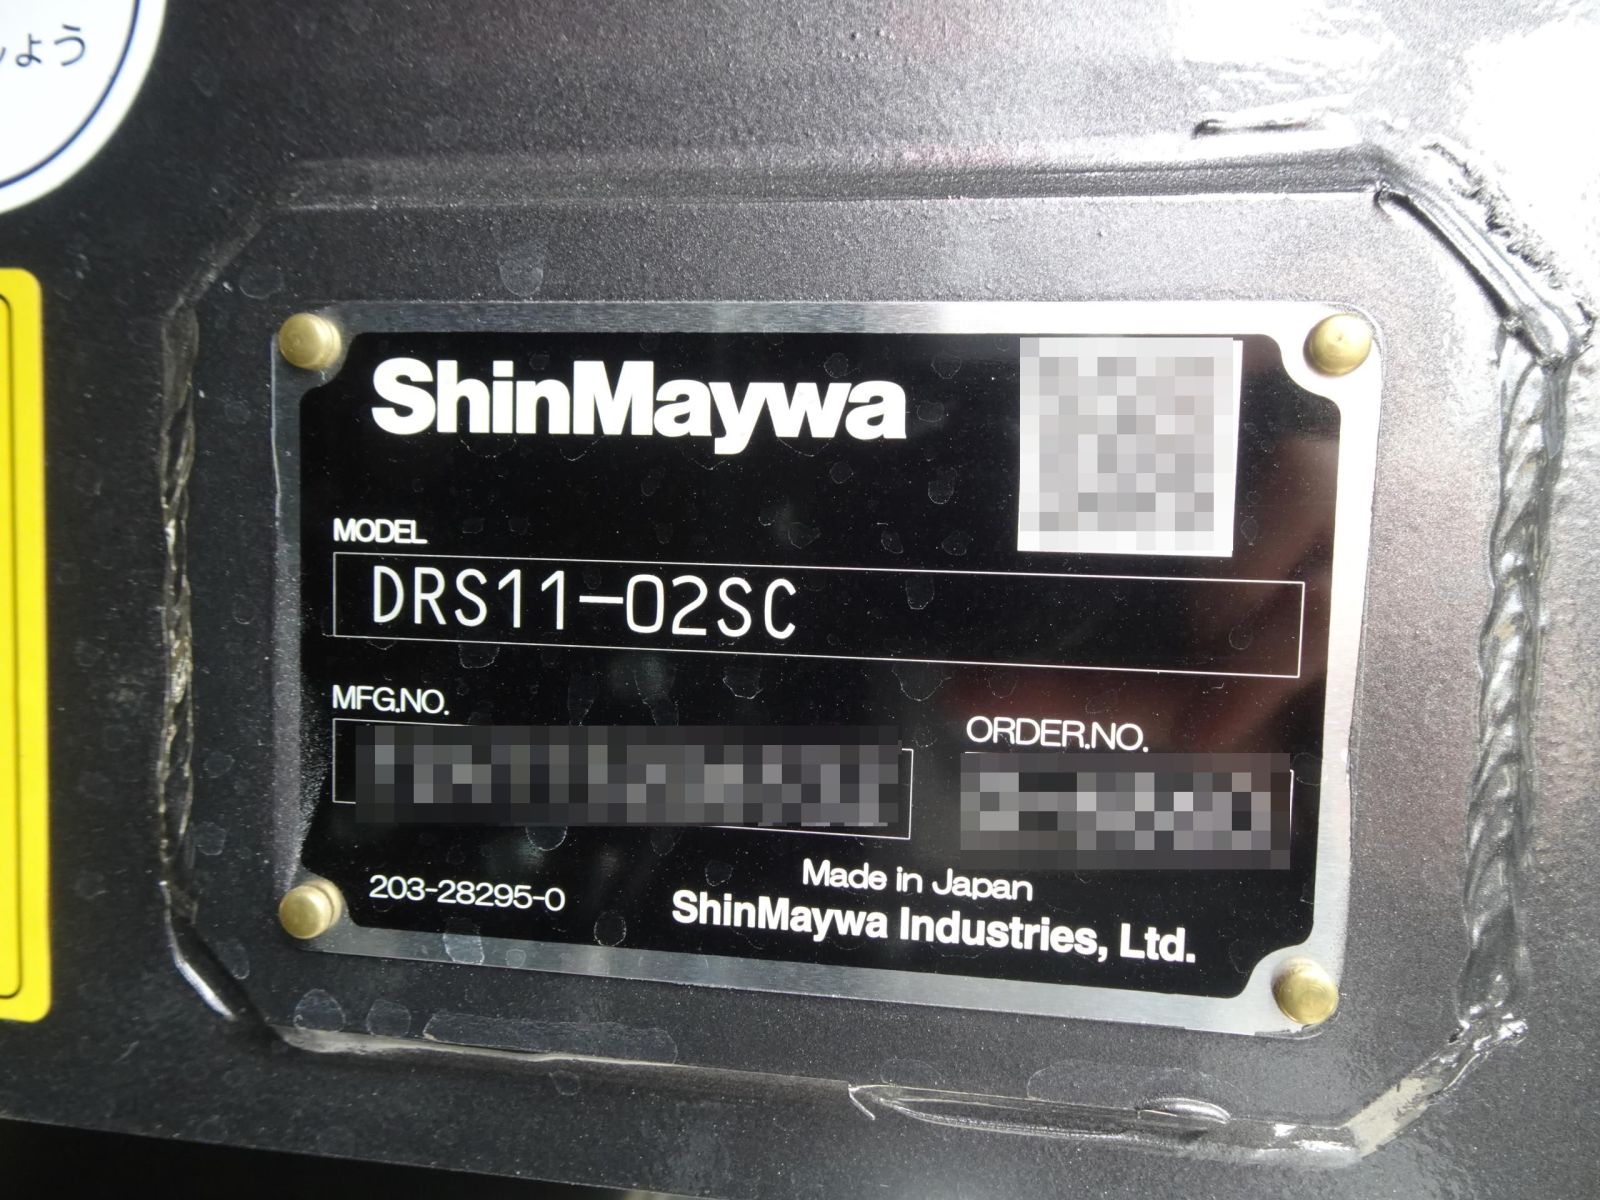 ょう
ShinMaywa
MODEL
DRS11-02SC
MFG.NO.
ORDER.NO.
203-28295-0
Made in Japan
ShinMaywa Industries, Ltd.